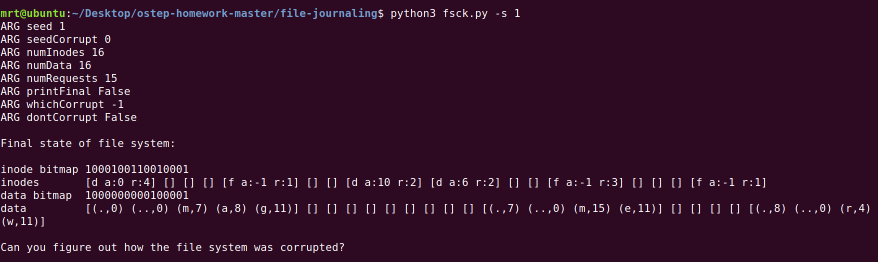 mrt@ubuntu:~/Desktop/ostep-homework-master/file-journaling$ python3 fsck.py -s 1
ARG seed 1
ARG seedCorrupt 0
ARG numInodes 16
ARG numData 16
ARG numRequests 15
ARG printFinal False
ARG whichCorrupt -1
ARG dontCorrupt False
Final state of file system:
inode bitmap 1000100110010001
inodes       [d a:0 r:4] [] [] [] [f a:-1 r:1] [] [] [d a:10 r:2] [d a:6 r:2] [] [] [f a:-1 r:3] [] [] [] [f a:-1 r:1]
data bitmap  1000000000100001
data         [(.,0) (..,0) (m,7) (a,8) (g,11)] [] [] [] [] [] [] [] [] [] [(.,7) (..,0) (m,15) (e,11)] [] [] [] [] [(.,8) (..,0) (r,4)
(w,11)]
Can you figure out how the file system was corrupted?